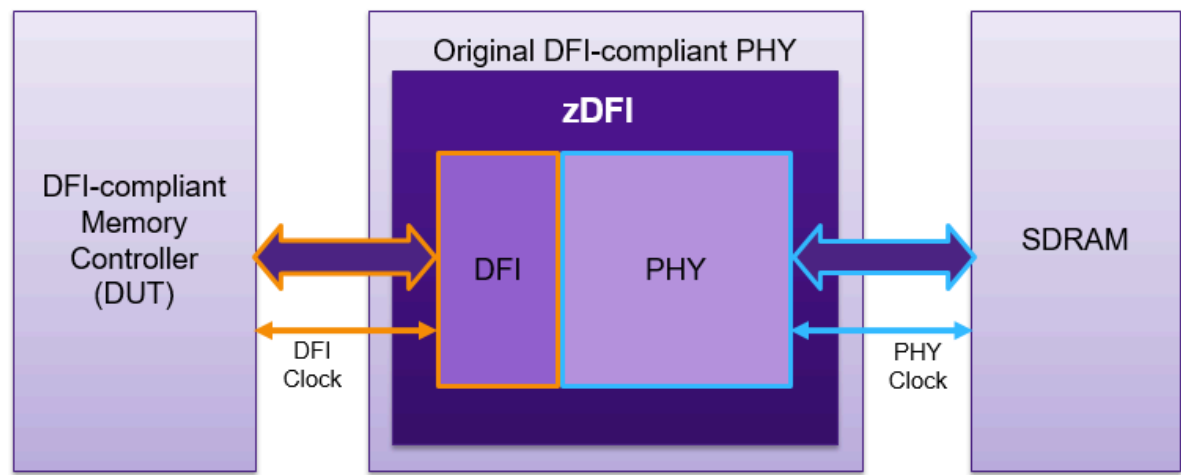 Original DFI-compliant PHY
zDFI
DFI-compliant
Memory
Controller
(DUT)
DFI
PHY
SDRAM
DFI
Clock
PHY
Clock